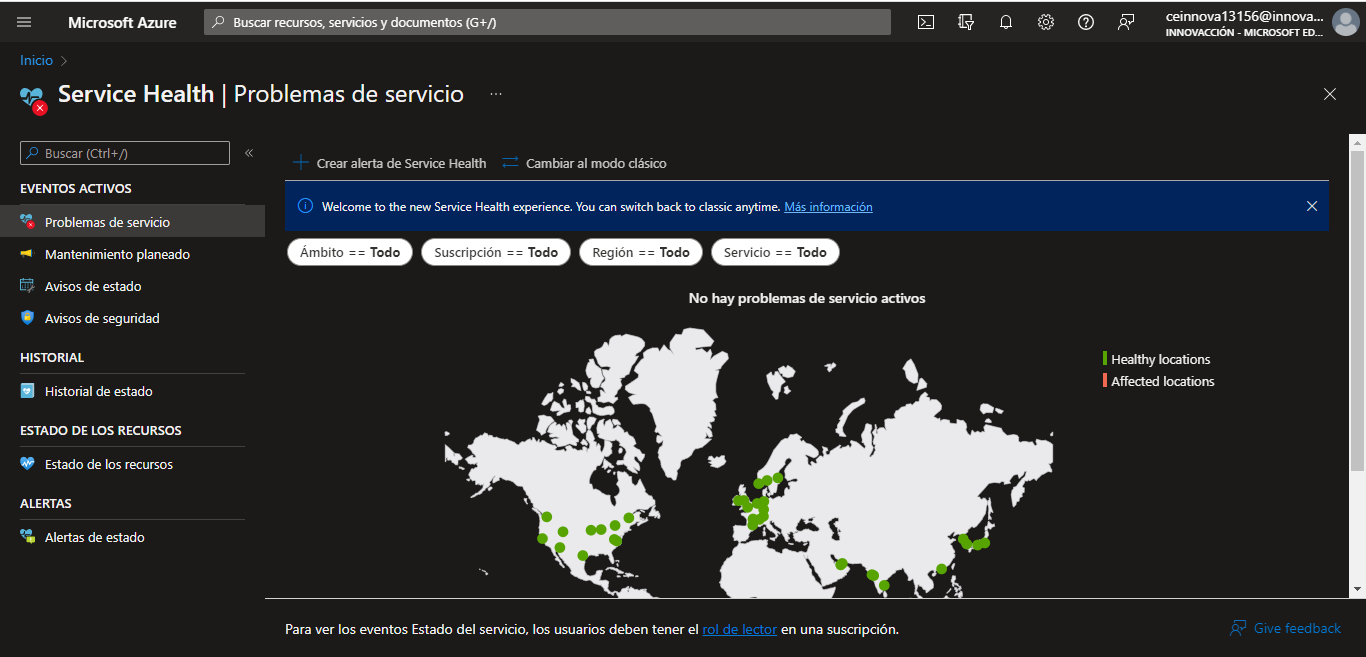 Microsoft Azure
Buscar recursos, servicios y documentos (G+/)
ceinnova13156@innova...
INNOVACCIÓN - MICROSOFT ED...
Inicio
Service Health | Problemas de servicio
Buscar (Ctrl+/)
EVENTOS ACTIVOS
Problemas de servicio
Mantenimiento planeado
Avisos de estado
Avisos de seguridad
HISTORIAL
Historial de estado
ESTADO DE LOS RECURSOS
Estado de los recursos
ALERTAS
Alertas de estado
Crear alerta de Service Health
Cambiar al modo clásico
Welcome to the new Service Health experience. You can switch back to classic anytime. Más información
Ámbito == Todo
Suscripción == Todo
Región == Todo
Servicio == Todo
No hay problemas de servicio activos
Healthy locations
Affected locations
Para ver los eventos Estado del servicio, los usuarios deben tener el rol de lector en una suscripción.
Give feedback